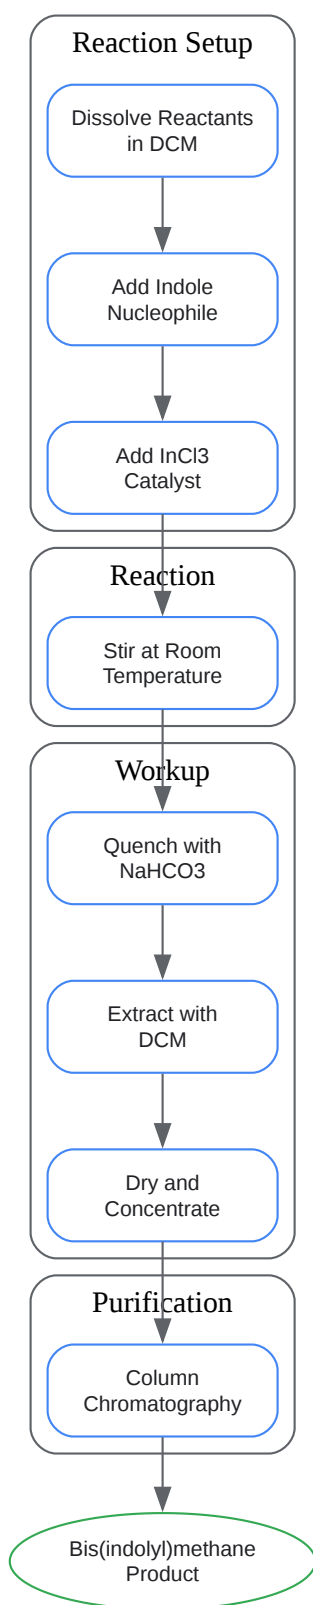 Reaction Setup
Dissolve Reactants
in DCM
Add Indole
Nucleophile
Add InCl3
Catalyst
Reaction
Stir at Room
Temperature
Workup
Quench with
NaHCO3
Extract with
DCM
Dry and
Concentrate
Purification
Column
Chromatography
Bis(indolyl)methane
Product